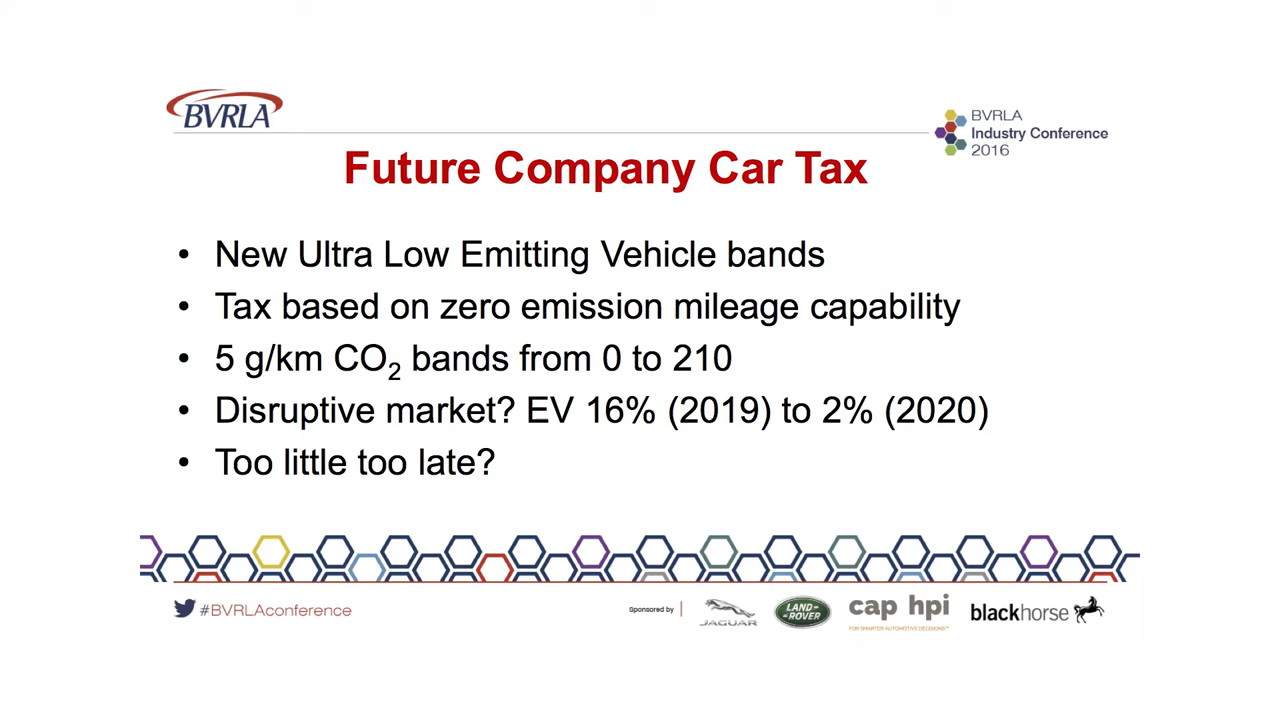 BVRLA
BVRLA
Industry Conference
2016
Future Company Car Tax
• New Ultra Low Emitting Vehicle bands
• Tax based on zero emission mileage capability
• 5 g/km CO₂ bands from 0 to 210
• Disruptive market? EV 16% (2019) to 2% (2020)
• Too little too late?
#BVRLAconference
Sponsored by
JAGUAR
LAND-ROVER
cap hpi
FOR SMARTER AUTOMOTIVE DECISIONS™
blackhorse